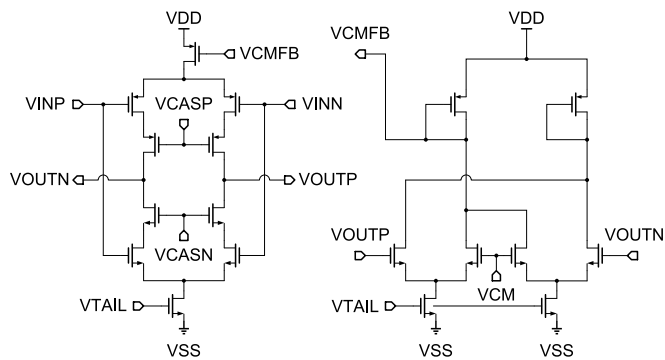 VDD
VCMFB
VINP
VCASP
VINN
VOUTN
VOUTP
VCASN
VTAIL
VSS
VCMFB
VDD
VOUTP
VOUTN
VCM
VTAIL
VSS
VSS